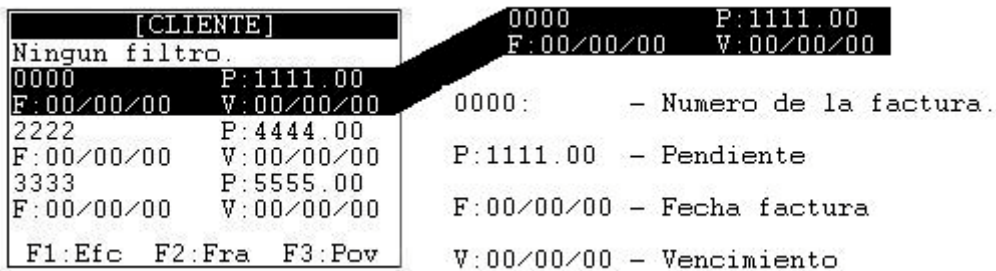 [CLIENTE]
Ningun filtro.
0000 P:1111.00
F:00/00/00 V:00/00/00
2222 P:4444.00
F:00/00/00 V:00/00/00
3333 P:5555.00
F:00/00/00 V:00/00/00
F1:Efc F2:Fra F3:Pov
0000 P:1111.00
F:00/00/00 V:00/00/00
0000: - Numero de la factura.
P:1111.00 - Pendiente
F:00/00/00 - Fecha factura
V:00/00/00 - Vencimiento